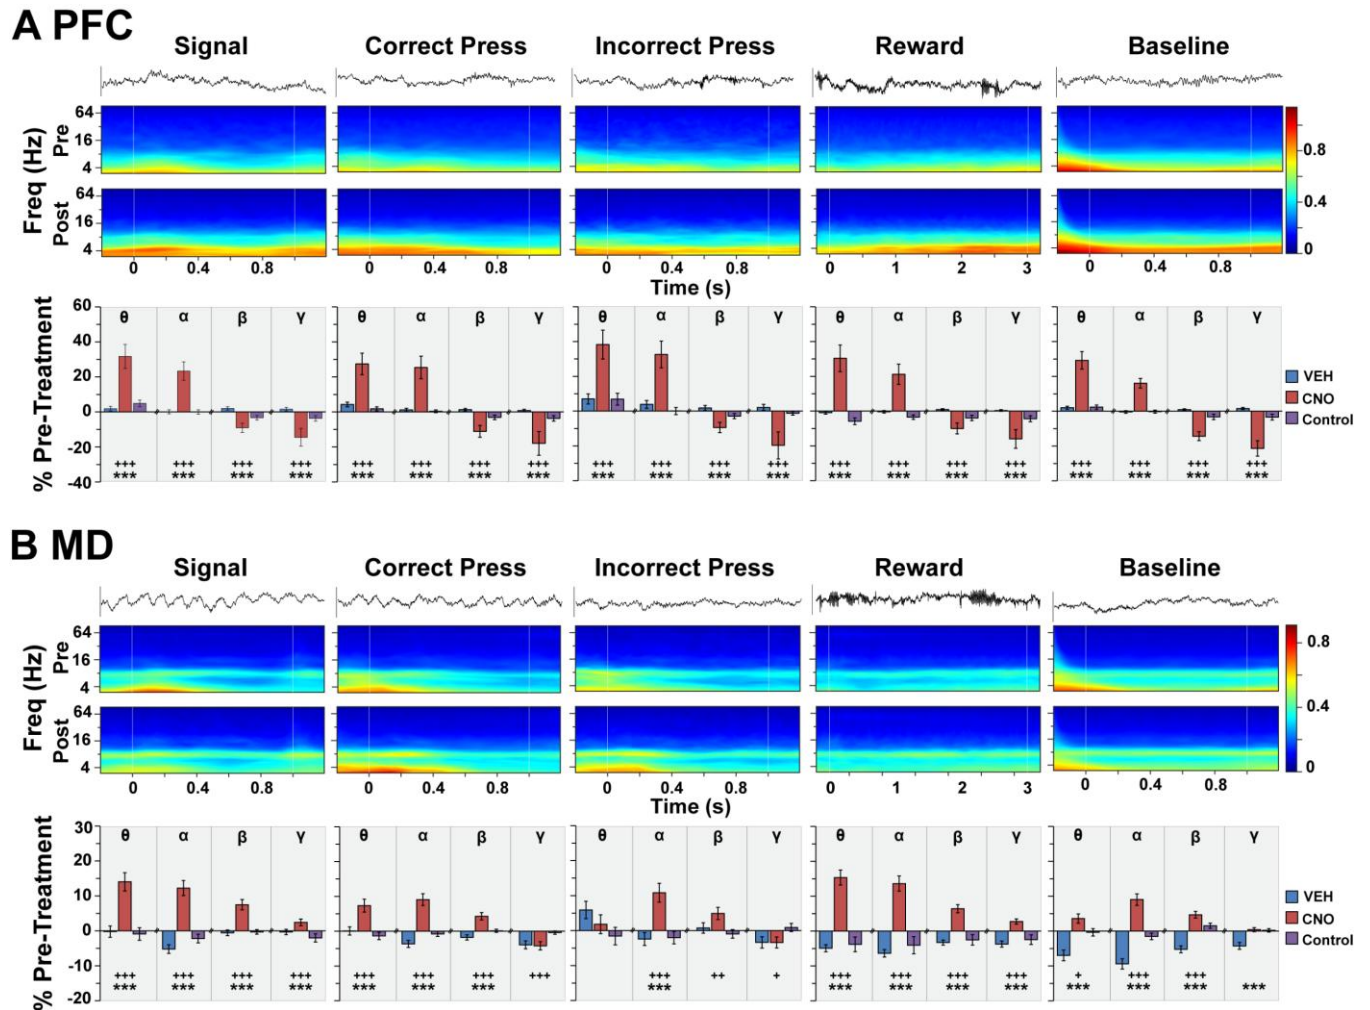 A PFC
Signal Correct Press Incorrect Press Reward Baseline
Freq (Hz)
Pre
64
16
4
Post
64
16
4
0.8
0.4
0
0 0.4 0.8 0 0.4 0.8 0 0.4 0.8 0 1 2 3 0 0.4 0.8
Time (s)
% Pre-Treatment
60
40
20
0
-20
-40
θ α β γ θ α β γ θ α β γ θ α β γ θ α β γ
+++ +++ +++ +++ +++ +++ +++ +++ +++ +++ +++ +++ +++ +++ +++ +++ +++ +++ +++ +++
*** *** *** *** *** *** *** *** *** *** *** *** *** *** *** *** *** *** *** ***
VEH
CNO
Control
B MD
Signal Correct Press Incorrect Press Reward Baseline
Freq (Hz)
Pre
64
16
4
Post
64
16
4
0.8
0.4
0
0 0.4 0.8 0 0.4 0.8 0 0.4 0.8 0 1 2 3 0 0.4 0.8
Time (s)
% Pre-Treatment
30
20
10
0
-10
-20
θ α β γ θ α β γ θ α β γ θ α β γ θ α β γ
+++ +++ +++ +++ +++ +++ +++ +++ +++ ++ + +++ +++ +++ +++ + +++ +++
*** *** *** *** *** *** *** *** *** *** *** *** *** *** *** ***
VEH
CNO
Control